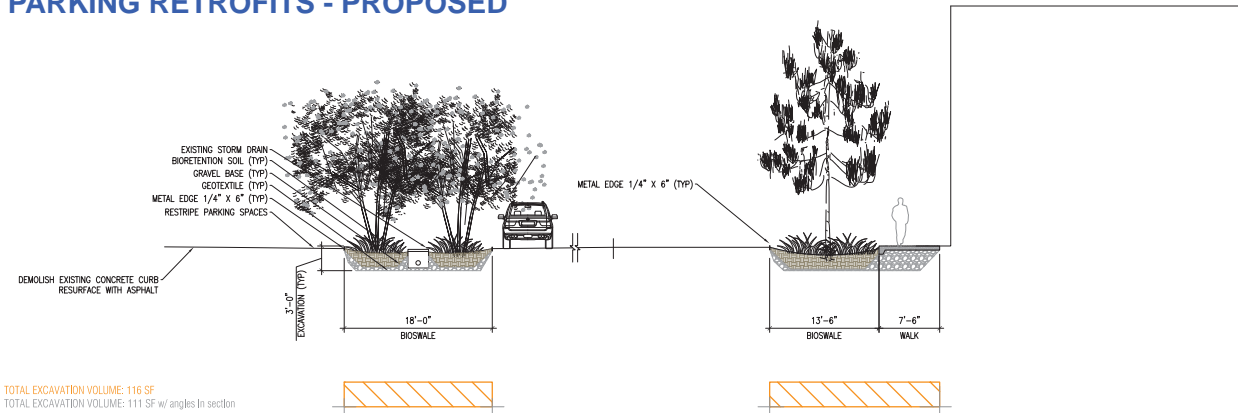 PARKING RETROFITS - PROPOSED
EXISTING STORM DRAIN
BIORETENTION SOIL (TYP)
GRAVEL BASE (TYP)
GEOTEXTILE (TYP)
METAL EDGE 1/4" X 6" (TYP)
RESTRIPE PARKING SPACES
METAL EDGE 1/4" X 6" (TYP)
DEMOLISH EXISTING CONCRETE CURB
RESURFACE WITH ASPHALT
3'-0"
EXCAVATION (TYP)
18'-0"
BIOSWALE
13'-6"
BIOSWALE
7'-6"
WALK
TOTAL EXCAVATION VOLUME: 116 SF
TOTAL EXCAVATION VOLUME: 111 SF w/ angles in section